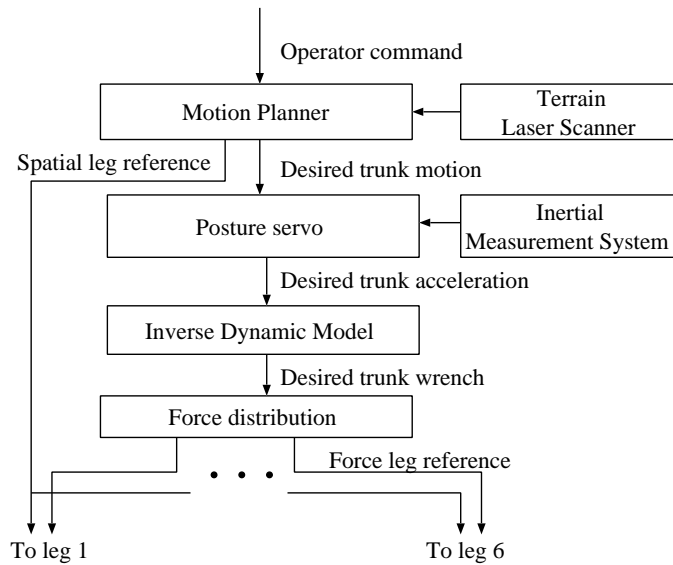 Operator command
Motion Planner
Terrain
Laser Scanner
Spatial leg reference
Desired trunk motion
Posture servo
Inertial
Measurement System
Desired trunk acceleration
Inverse Dynamic Model
Desired trunk wrench
Force distribution
Force leg reference
• • •
To leg 1
To leg 6